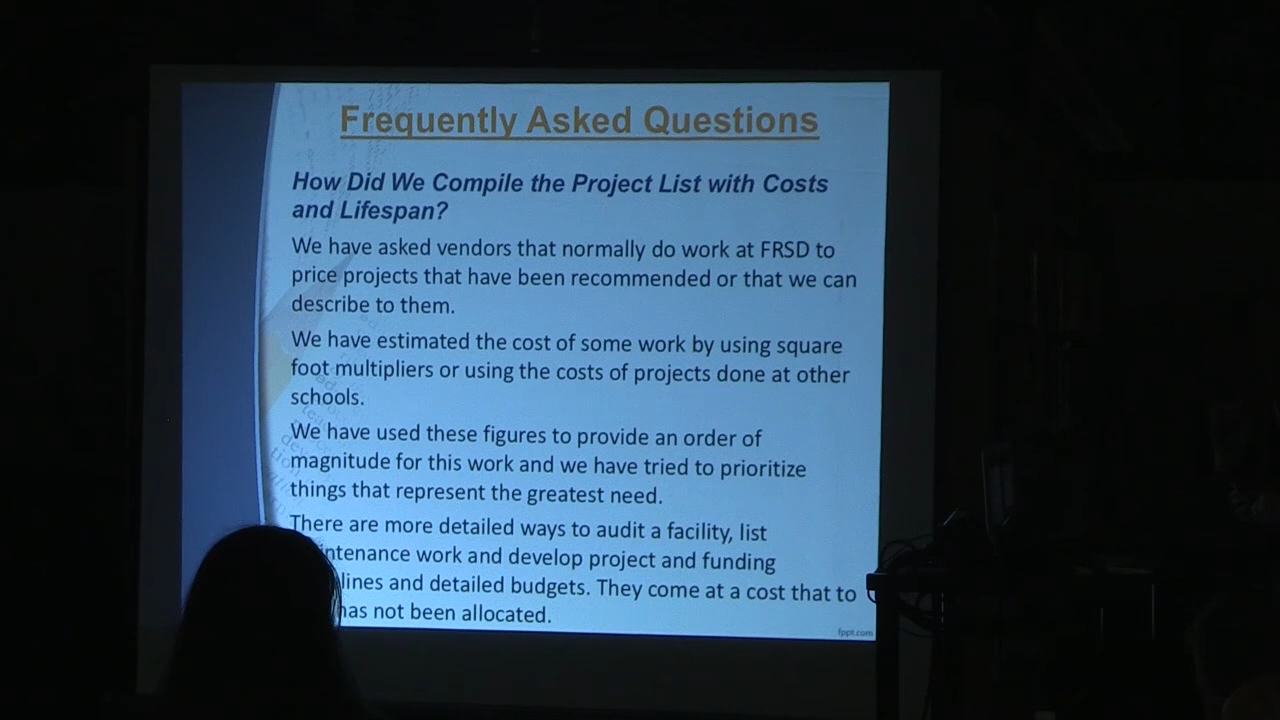 Frequently Asked Questions
How Did We Compile the Project List with Costs
and Lifespan?
We have asked vendors that normally do work at FRSD to
price projects that have been recommended or that we can
describe to them.
We have estimated the cost of some work by using square
foot multipliers or using the costs of projects done at other
schools.
We have used these figures to provide an order of
magnitude for this work and we have tried to prioritize
things that represent the greatest need.
There are more detailed ways to audit a facility, list
intenance work and develop project and funding
lines and detailed budgets. They come at a cost that to
has not been allocated.
fppt.com